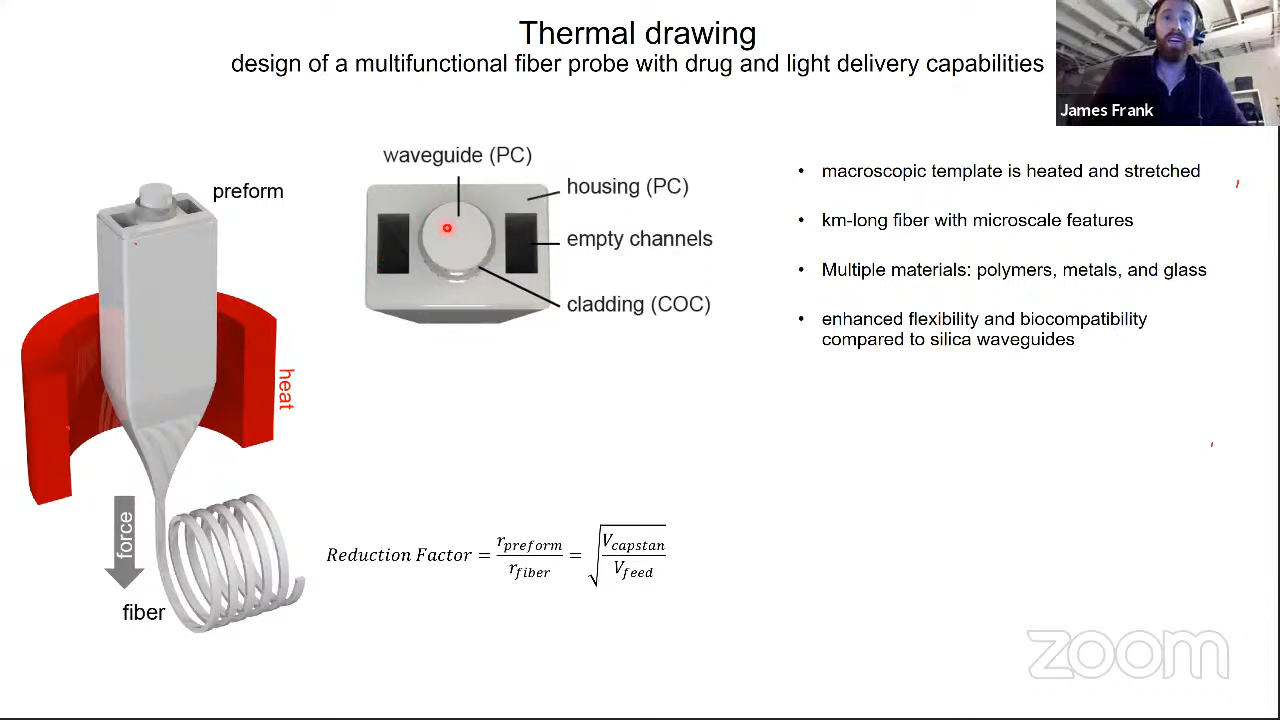 Thermal drawing
design of a multifunctional fiber probe with drug and light delivery capabilities
James Frank
preform
heat
force
fiber
waveguide (PC)
housing (PC)
empty channels
cladding (COC)
• macroscopic template is heated and stretched
• km-long fiber with microscale features
• Multiple materials: polymers, metals, and glass
• enhanced flexibility and biocompatibility
compared to silica waveguides
Reduction Factor = r_preform / r_fiber = √(V_capstan / V_feed)
zoom